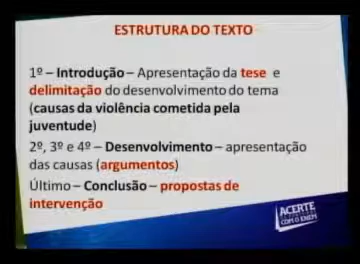 ESTRUTURA DO TEXTO
1º – Introdução – Apresentação da tese e
delimitação do desenvolvimento do tema
(causas da violência cometida pela
juventude)
2º, 3º e 4º – Desenvolvimento – apresentação
das causas (argumentos)
Último – Conclusão – propostas de
intervenção
ACERTE
COM O ENEM